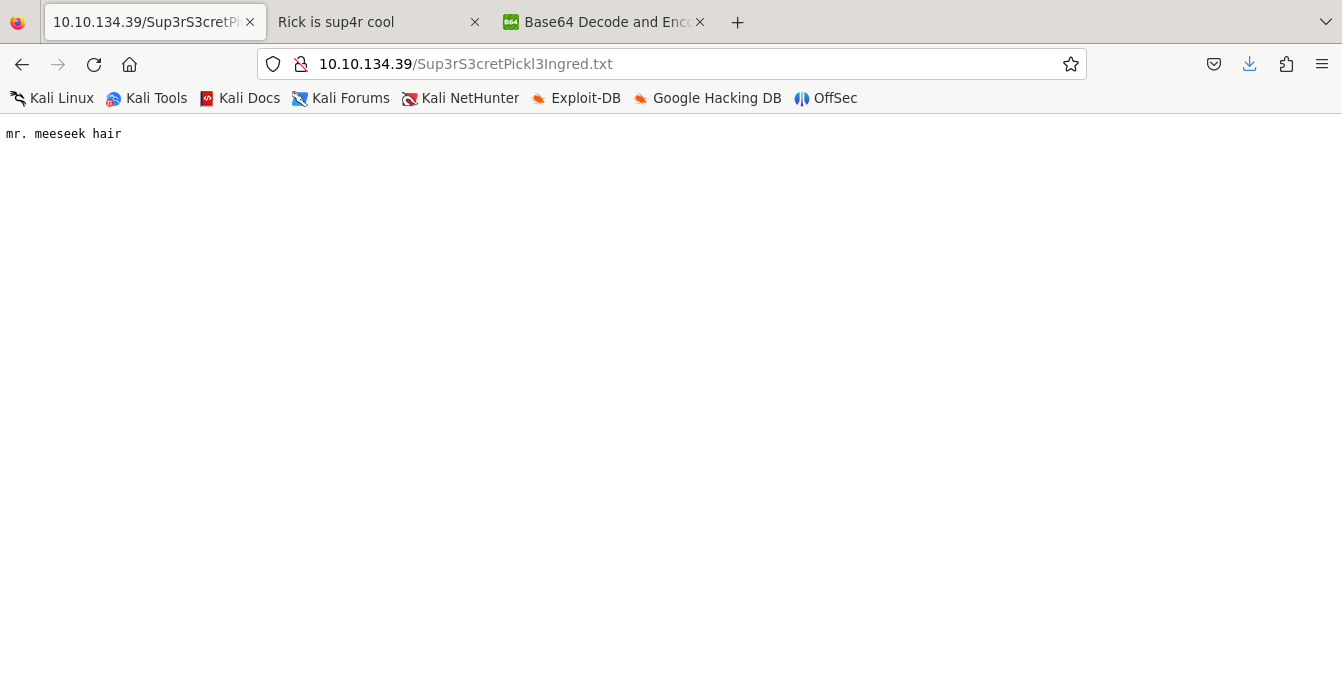 10.10.134.39/Sup3rS3cretPi
Rick is sup4r cool
Base64 Decode and Enc
10.10.134.39/Sup3rS3cretPickl3Ingred.txt
Kali Linux
Kali Tools
Kali Docs
Kali Forums
Kali NetHunter
Exploit-DB
Google Hacking DB
OffSec
mr. meeseek hair